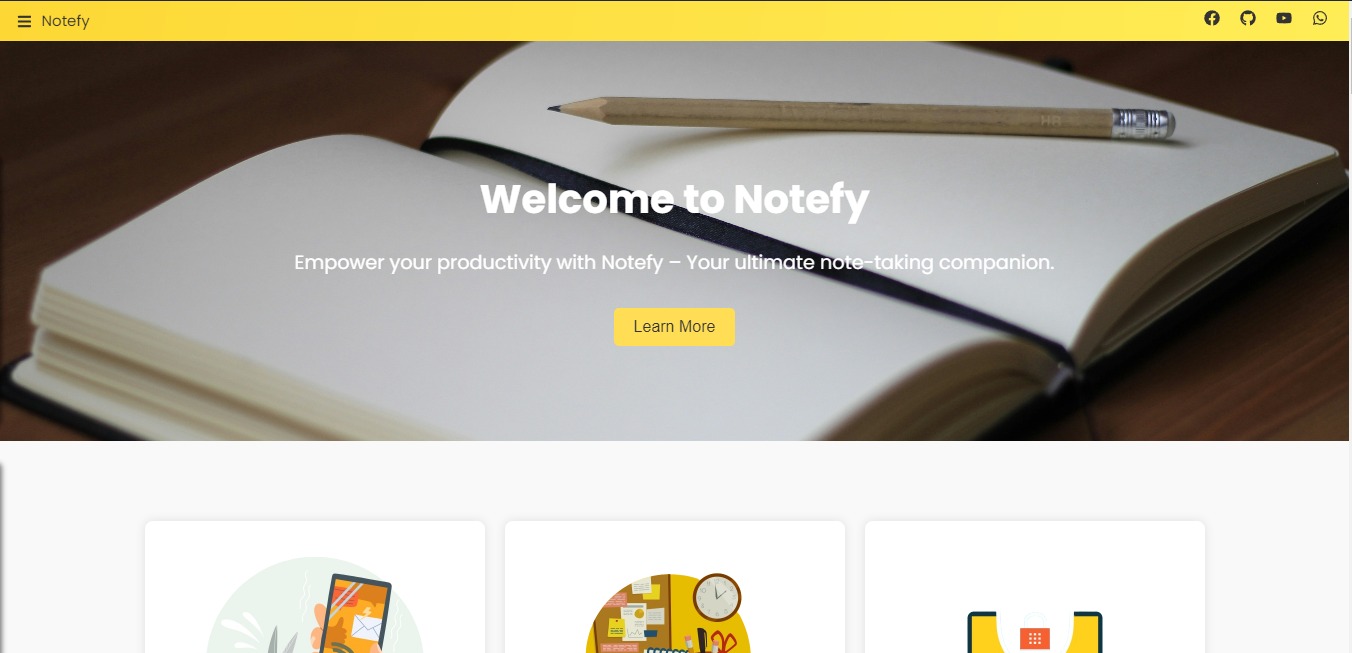 Notefy
HB
Welcome to Notefy
Empower your productivity with Notefy – Your ultimate note-taking companion.
Learn More